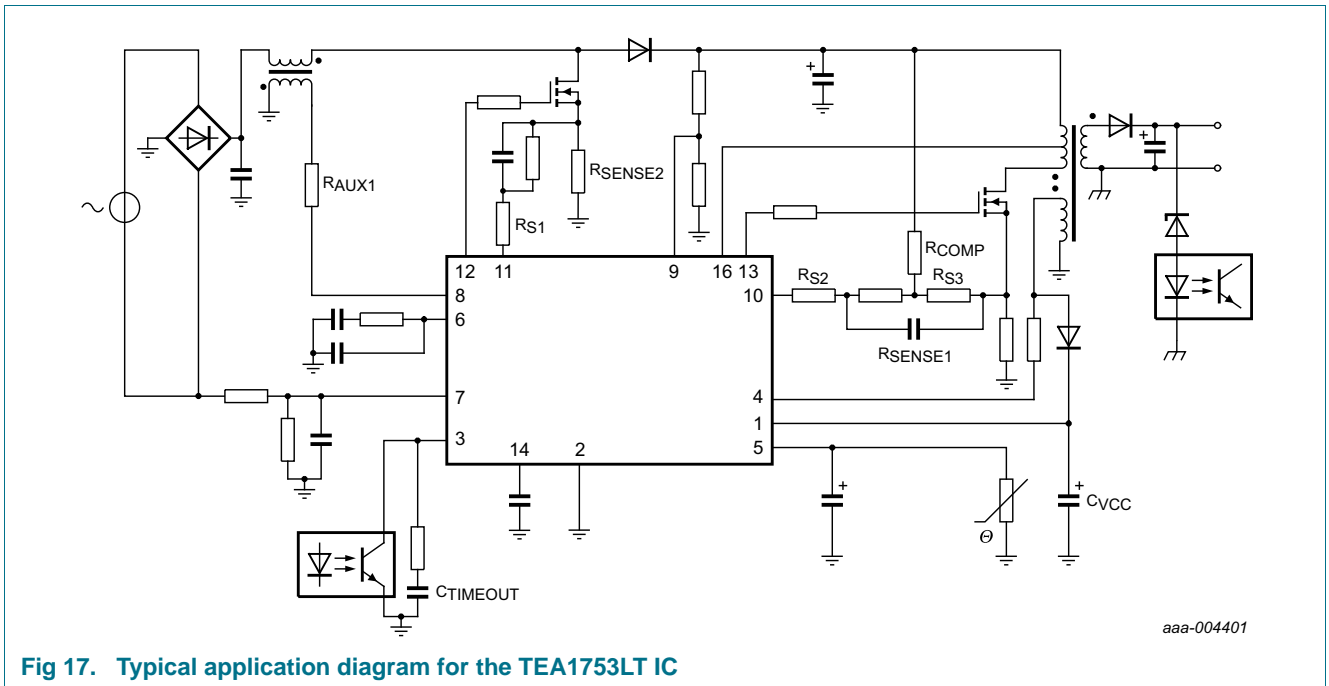 ~
RAUX1
RSENSE2
RS1
RCOMP
12 11 9 16 13
RS2 RS3
8 10
6
RSENSE1
7 4
1
3 14 2 5
+ + + + CVCC
Θ
CTIMEOUT
aaa-004401
Fig 17. Typical application diagram for the TEA1753LT IC